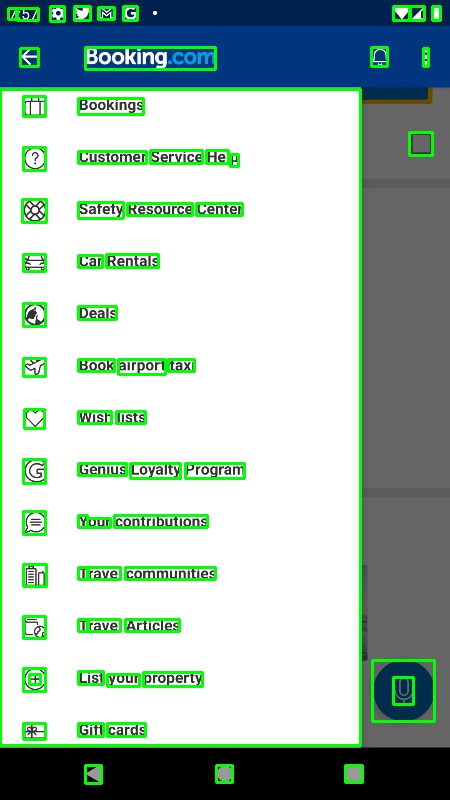 7:57
Booking.com
Bookings
Customer Service Help
Safety Resource Center
Car Rentals
Deals
Book airport taxi
Wish lists
Genius Loyalty Program
Your contributions
Travel communities
Travel Articles
List your property
Gift cards